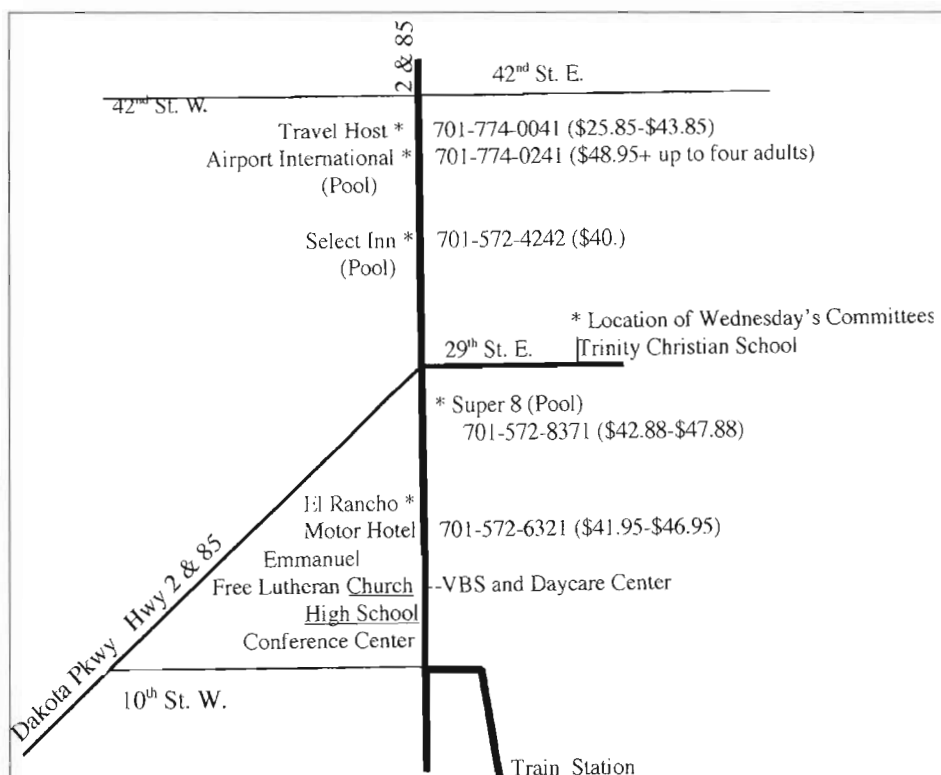 2 & 85
42nd St. E.
42nd St. W.
Travel Host * 701-774-0041 ($25.85-$43.85)
Airport International * 701-774-0241 ($48.95+ up to four adults)
(Pool)
Select Inn * 701-572-4242 ($40.)
(Pool)
* Location of Wednesday's Committees
29th St. E. Trinity Christian School
* Super 8 (Pool)
701-572-8371 ($42.88-$47.88)
El Rancho *
Motor Hotel 701-572-6321 ($41.95-$46.95)
Emmanuel
Free Lutheran Church --VBS and Daycare Center
High School
Conference Center
Dakota Pkwy Hwy 2 & 85
10th St. W.
Train Station